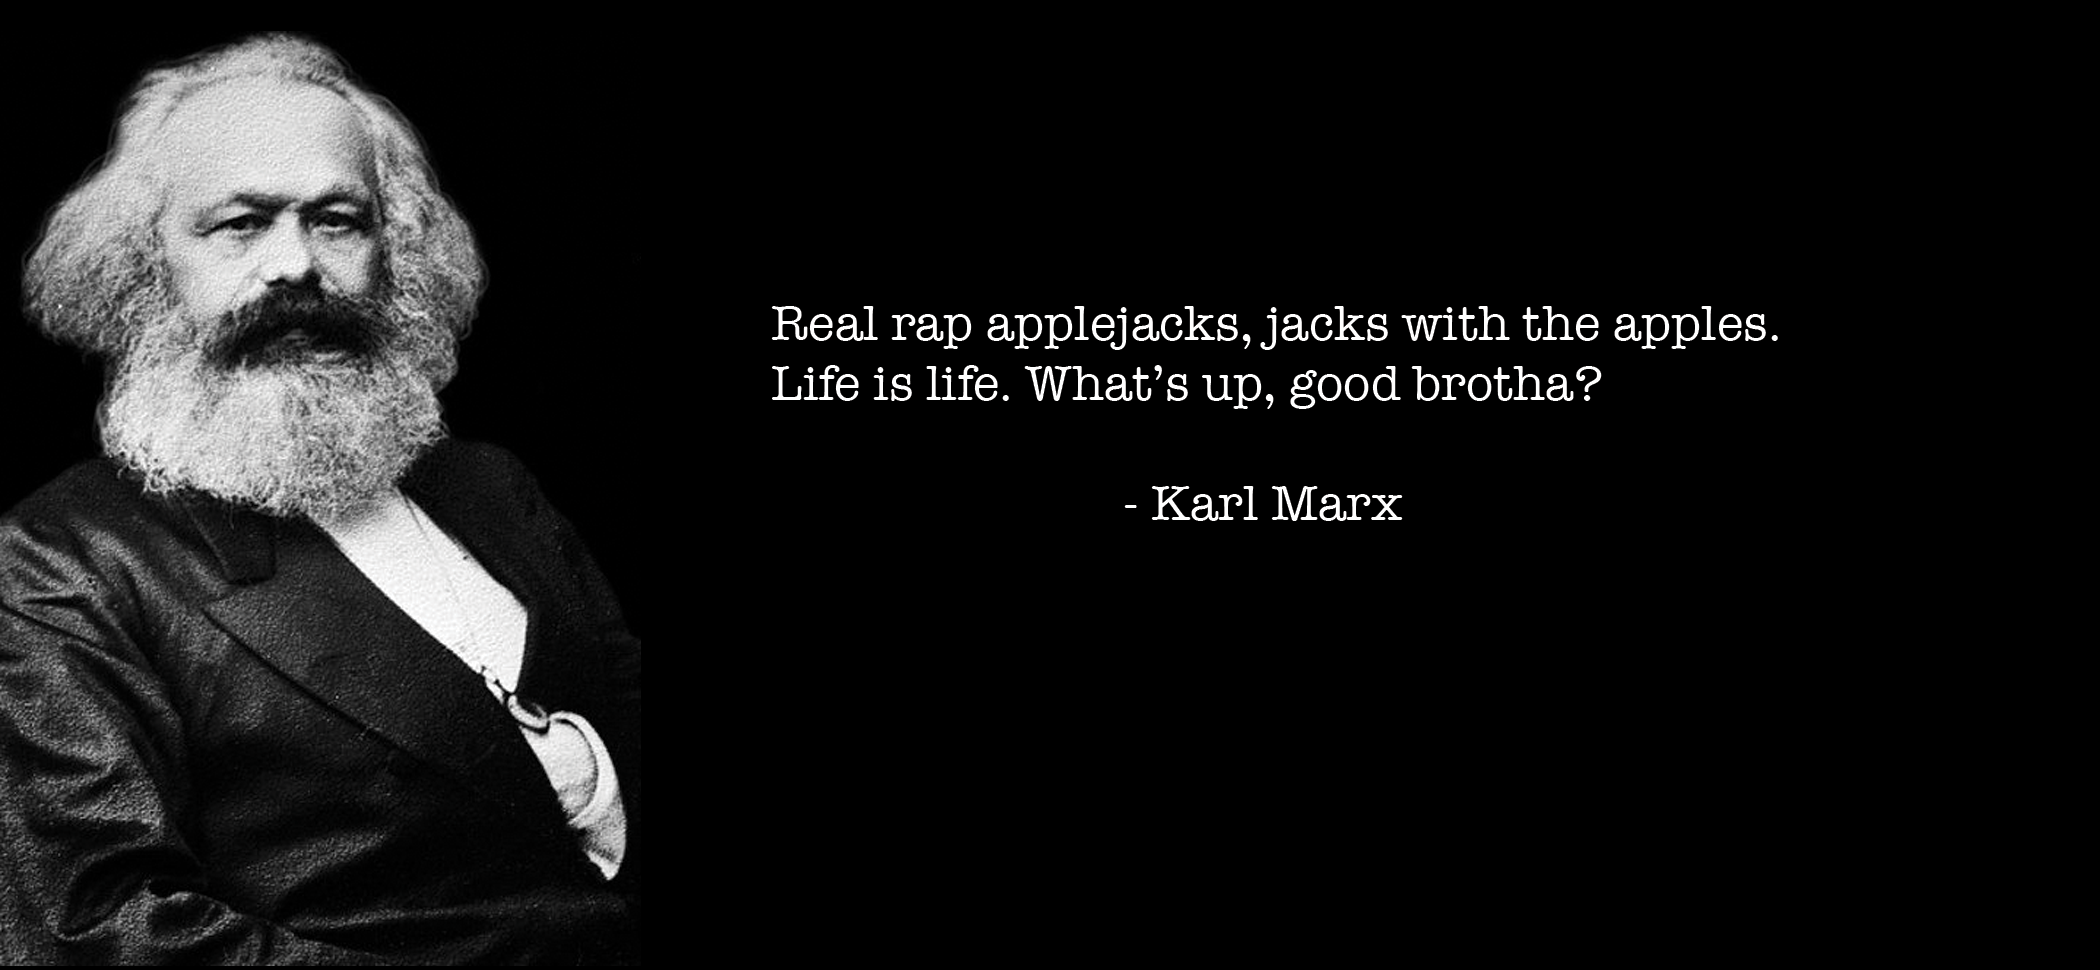 Real rap applejacks, jacks with the apples.
Life is life. What’s up, good brotha?
- Karl Marx